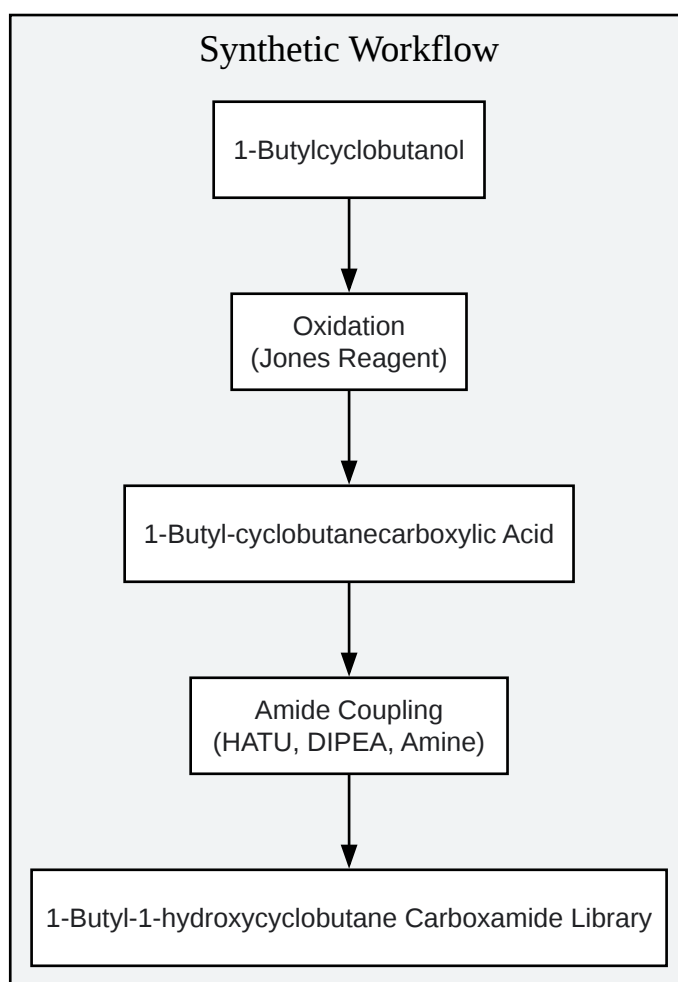 Synthetic Workflow
1-Butylcyclobutanol
Oxidation
(Jones Reagent)
1-Butyl-cyclobutanecarboxylic Acid
Amide Coupling
(HATU, DIPEA, Amine)
1-Butyl-1-hydroxycyclobutane Carboxamide Library